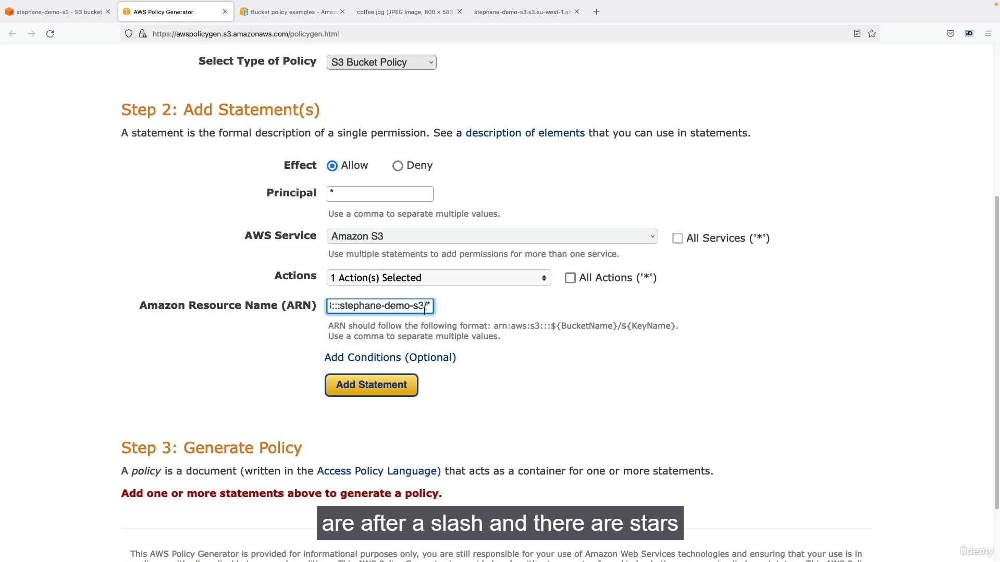 stephane-demo-s3 - S3 bucket
AWS Policy Generator
Bucket policy examples - Amaz
coffee.jpg (JPEG Image, 800 × 583
stephane-demo-s3.s3.eu-west-1.am
https://awspolicygen.s3.amazonaws.com/policygen.html
iD
Select Type of Policy S3 Bucket Policy
Step 2: Add Statement(s)
A statement is the formal description of a single permission. See a description of elements that you can use in statements.
Effect Allow Deny
Principal *
Use a comma to separate multiple values.
AWS Service Amazon S3 All Services ('*')
Use multiple statements to add permissions for more than one service.
Actions 1 Action(s) Selected All Actions ('*')
Amazon Resource Name (ARN) :::stephane-demo-s3/*
ARN should follow the following format: arn:aws:s3:::${BucketName}/${KeyName}.
Use a comma to separate multiple values.
Add Conditions (Optional)
Add Statement
Step 3: Generate Policy
A policy is a document (written in the Access Policy Language) that acts as a container for one or more statements.
Add one or more statements above to generate a policy.
are after a slash and there are stars
This AWS Policy Generator is provided for informational purposes only, you are still responsible for your use of Amazon Web Services technologies and ensuring that your use is in
ûdemy